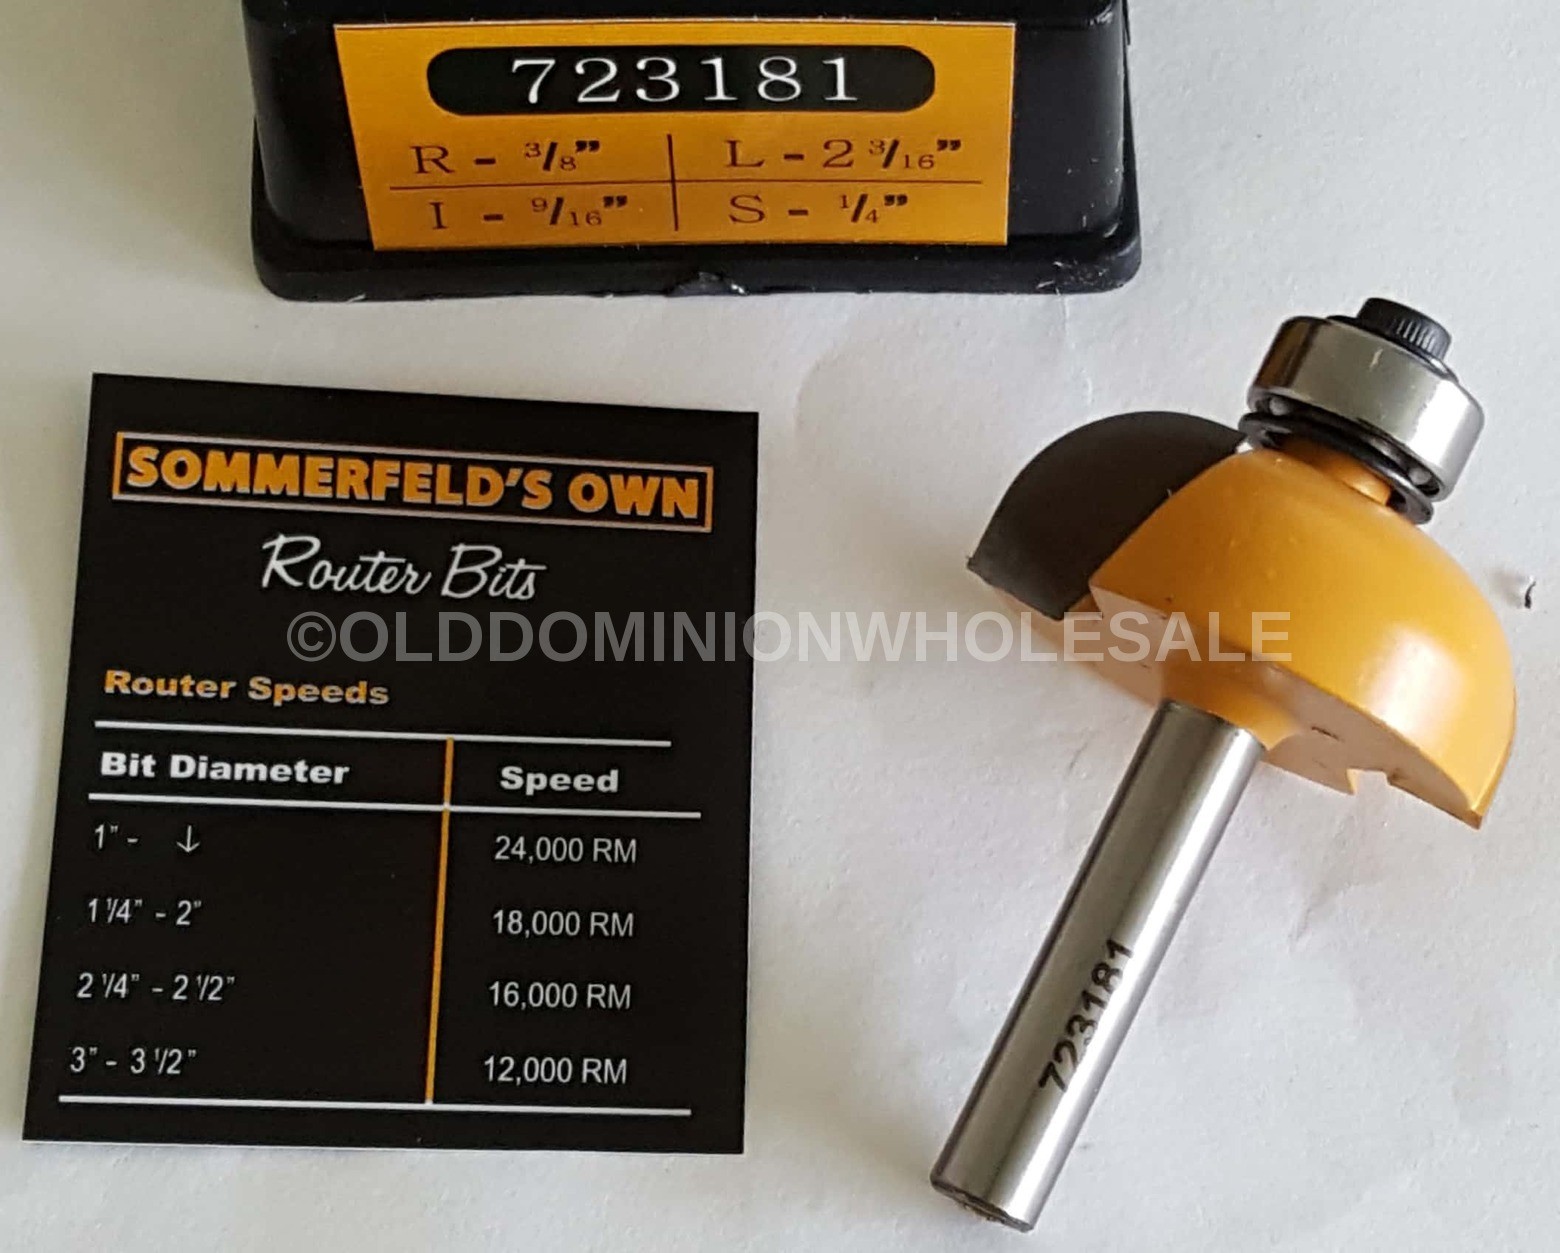 723181
R - 3/8" L - 2 3/16"
I - 9/16" S - 1/4"
SOMMERFELD'S OWN
Router Bits
©OLDDOMINIONWHOLESALE
Router Speeds
Bit Diameter Speed
1" - ↓ 24,000 RM
1 1/4" - 2" 18,000 RM
2 1/4" - 2 1/2" 16,000 RM
3" - 3 1/2" 12,000 RM
723181